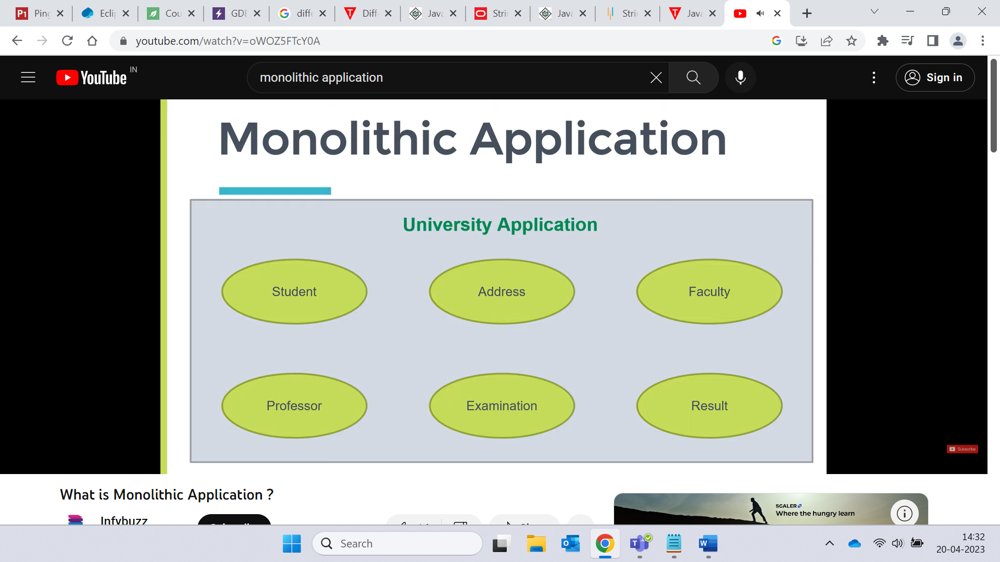 Ping
Ecli
Cou
GDB
diffe
Diff
Java
Stri
Java
Stri
Java
youtube.com/watch?v=oWOZ5FTcY0A
YouTube IN
monolithic application
Sign in
Monolithic Application
University Application
Student Address Faculty
Professor Examination Result
Subscribe
What is Monolithic Application ?
Infybuzz
SCALER
Where the hungry learn
Search
14:32
20-04-2023